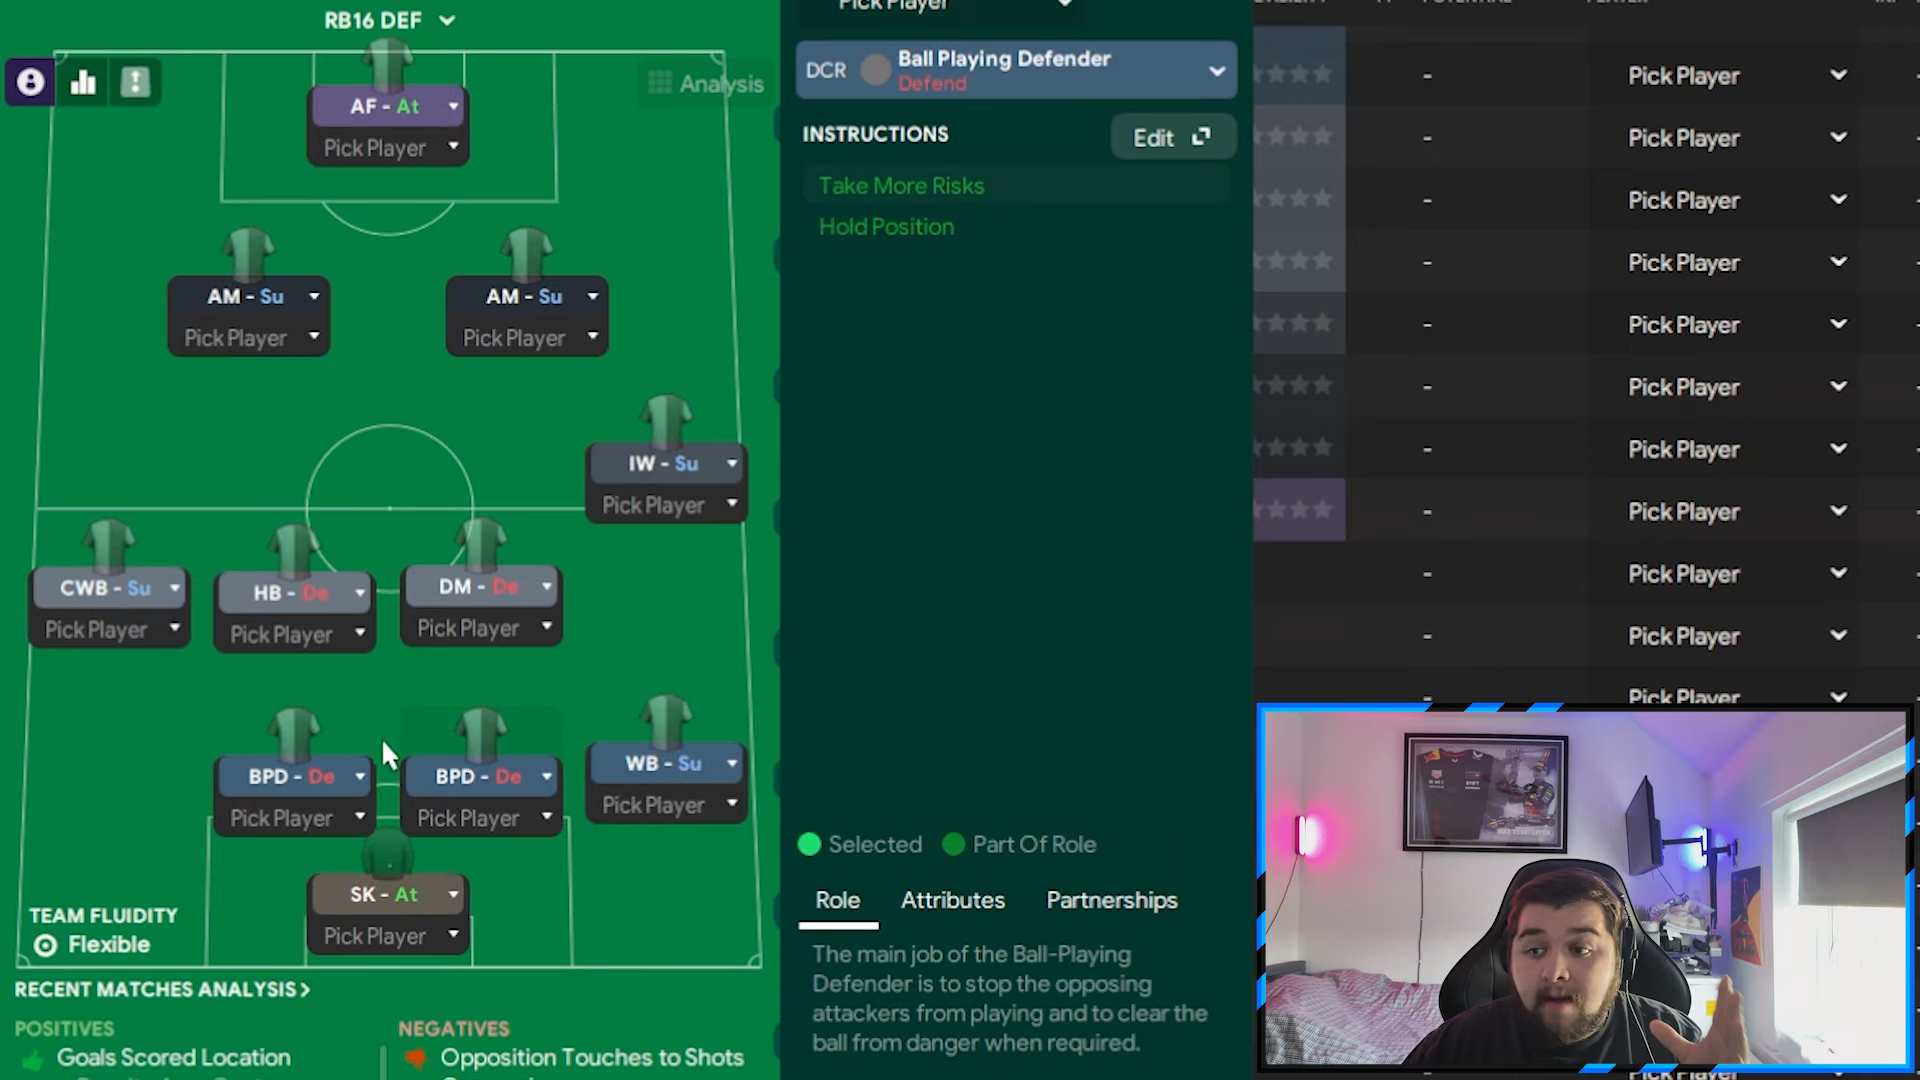 RB16 DEF
Analysis
AF - At
Pick Player
AM - Su
Pick Player
AM - Su
Pick Player
IW - Su
Pick Player
CWB - Su
Pick Player
HB - De
Pick Player
DM - De
Pick Player
BPD - De
Pick Player
BPD - De
Pick Player
WB - Su
Pick Player
SK - At
Pick Player
TEAM FLUIDITY
Flexible
RECENT MATCHES ANALYSIS >
POSITIVES
Goals Scored Location
NEGATIVES
Opposition Touches to Shots
Pick Player
DCR
Ball Playing Defender
Defend
INSTRUCTIONS
Edit
Take More Risks
Hold Position
Selected
Part Of Role
Role
Attributes
Partnerships
The main job of the Ball-Playing
Defender is to stop the opposing
attackers from playing and to clear the
ball from danger when required.
POTENTIAL
PLAYER
- Pick Player
- Pick Player
- Pick Player
- Pick Player
- Pick Player
- Pick Player
- Pick Player
- Pick Player
- Pick Player
- Pick Player
- Pick Player
Pick Player